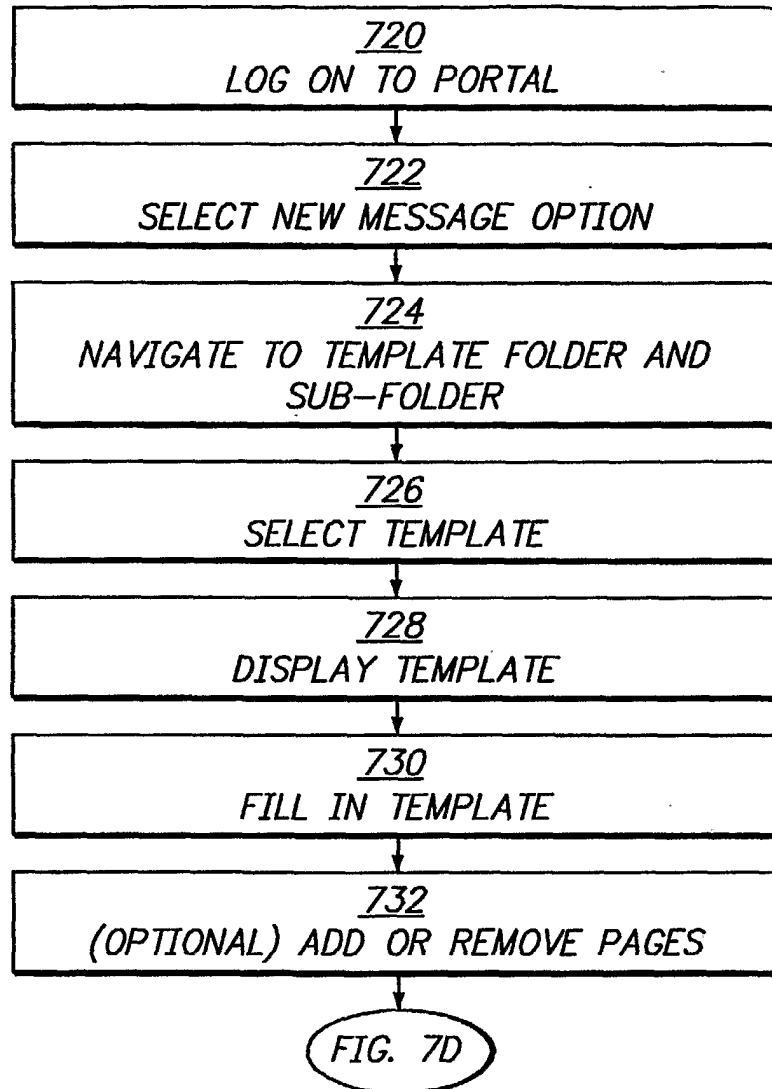 720
LOG ON TO PORTAL
722
SELECT NEW MESSAGE OPTION
724
NAVIGATE TO TEMPLATE FOLDER AND
SUB-FOLDER
726
SELECT TEMPLATE
728
DISPLAY TEMPLATE
730
FILL IN TEMPLATE
732
(OPTIONAL) ADD OR REMOVE PAGES
FIG. 7D